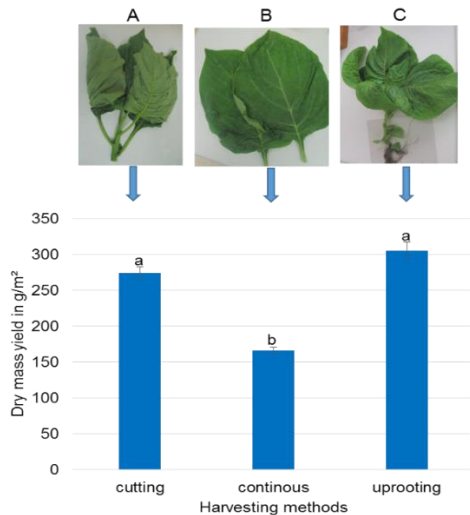 A B C
350
300
250
200
150
100
50
0
Dry mass yield in g/m²
a
b
a
cutting continous uprooting
Harvesting methods